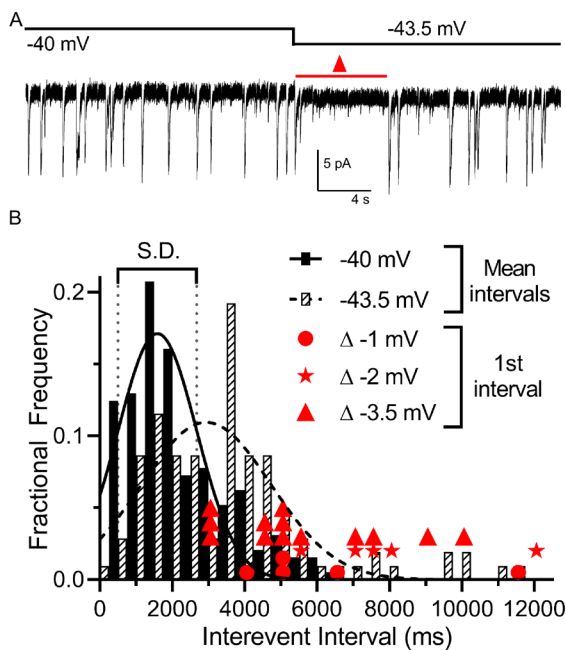 A
-40 mV
-43.5 mV
5 pA
4 s
B
S.D.
-40 mV
-43.5 mV
Mean
intervals
Δ -1 mV
Δ -2 mV
Δ -3.5 mV
1st
interval
Fractional Frequency
0.2
0.1
0.0
0 2000 4000 6000 8000 10000 12000
Interevent Interval (ms)